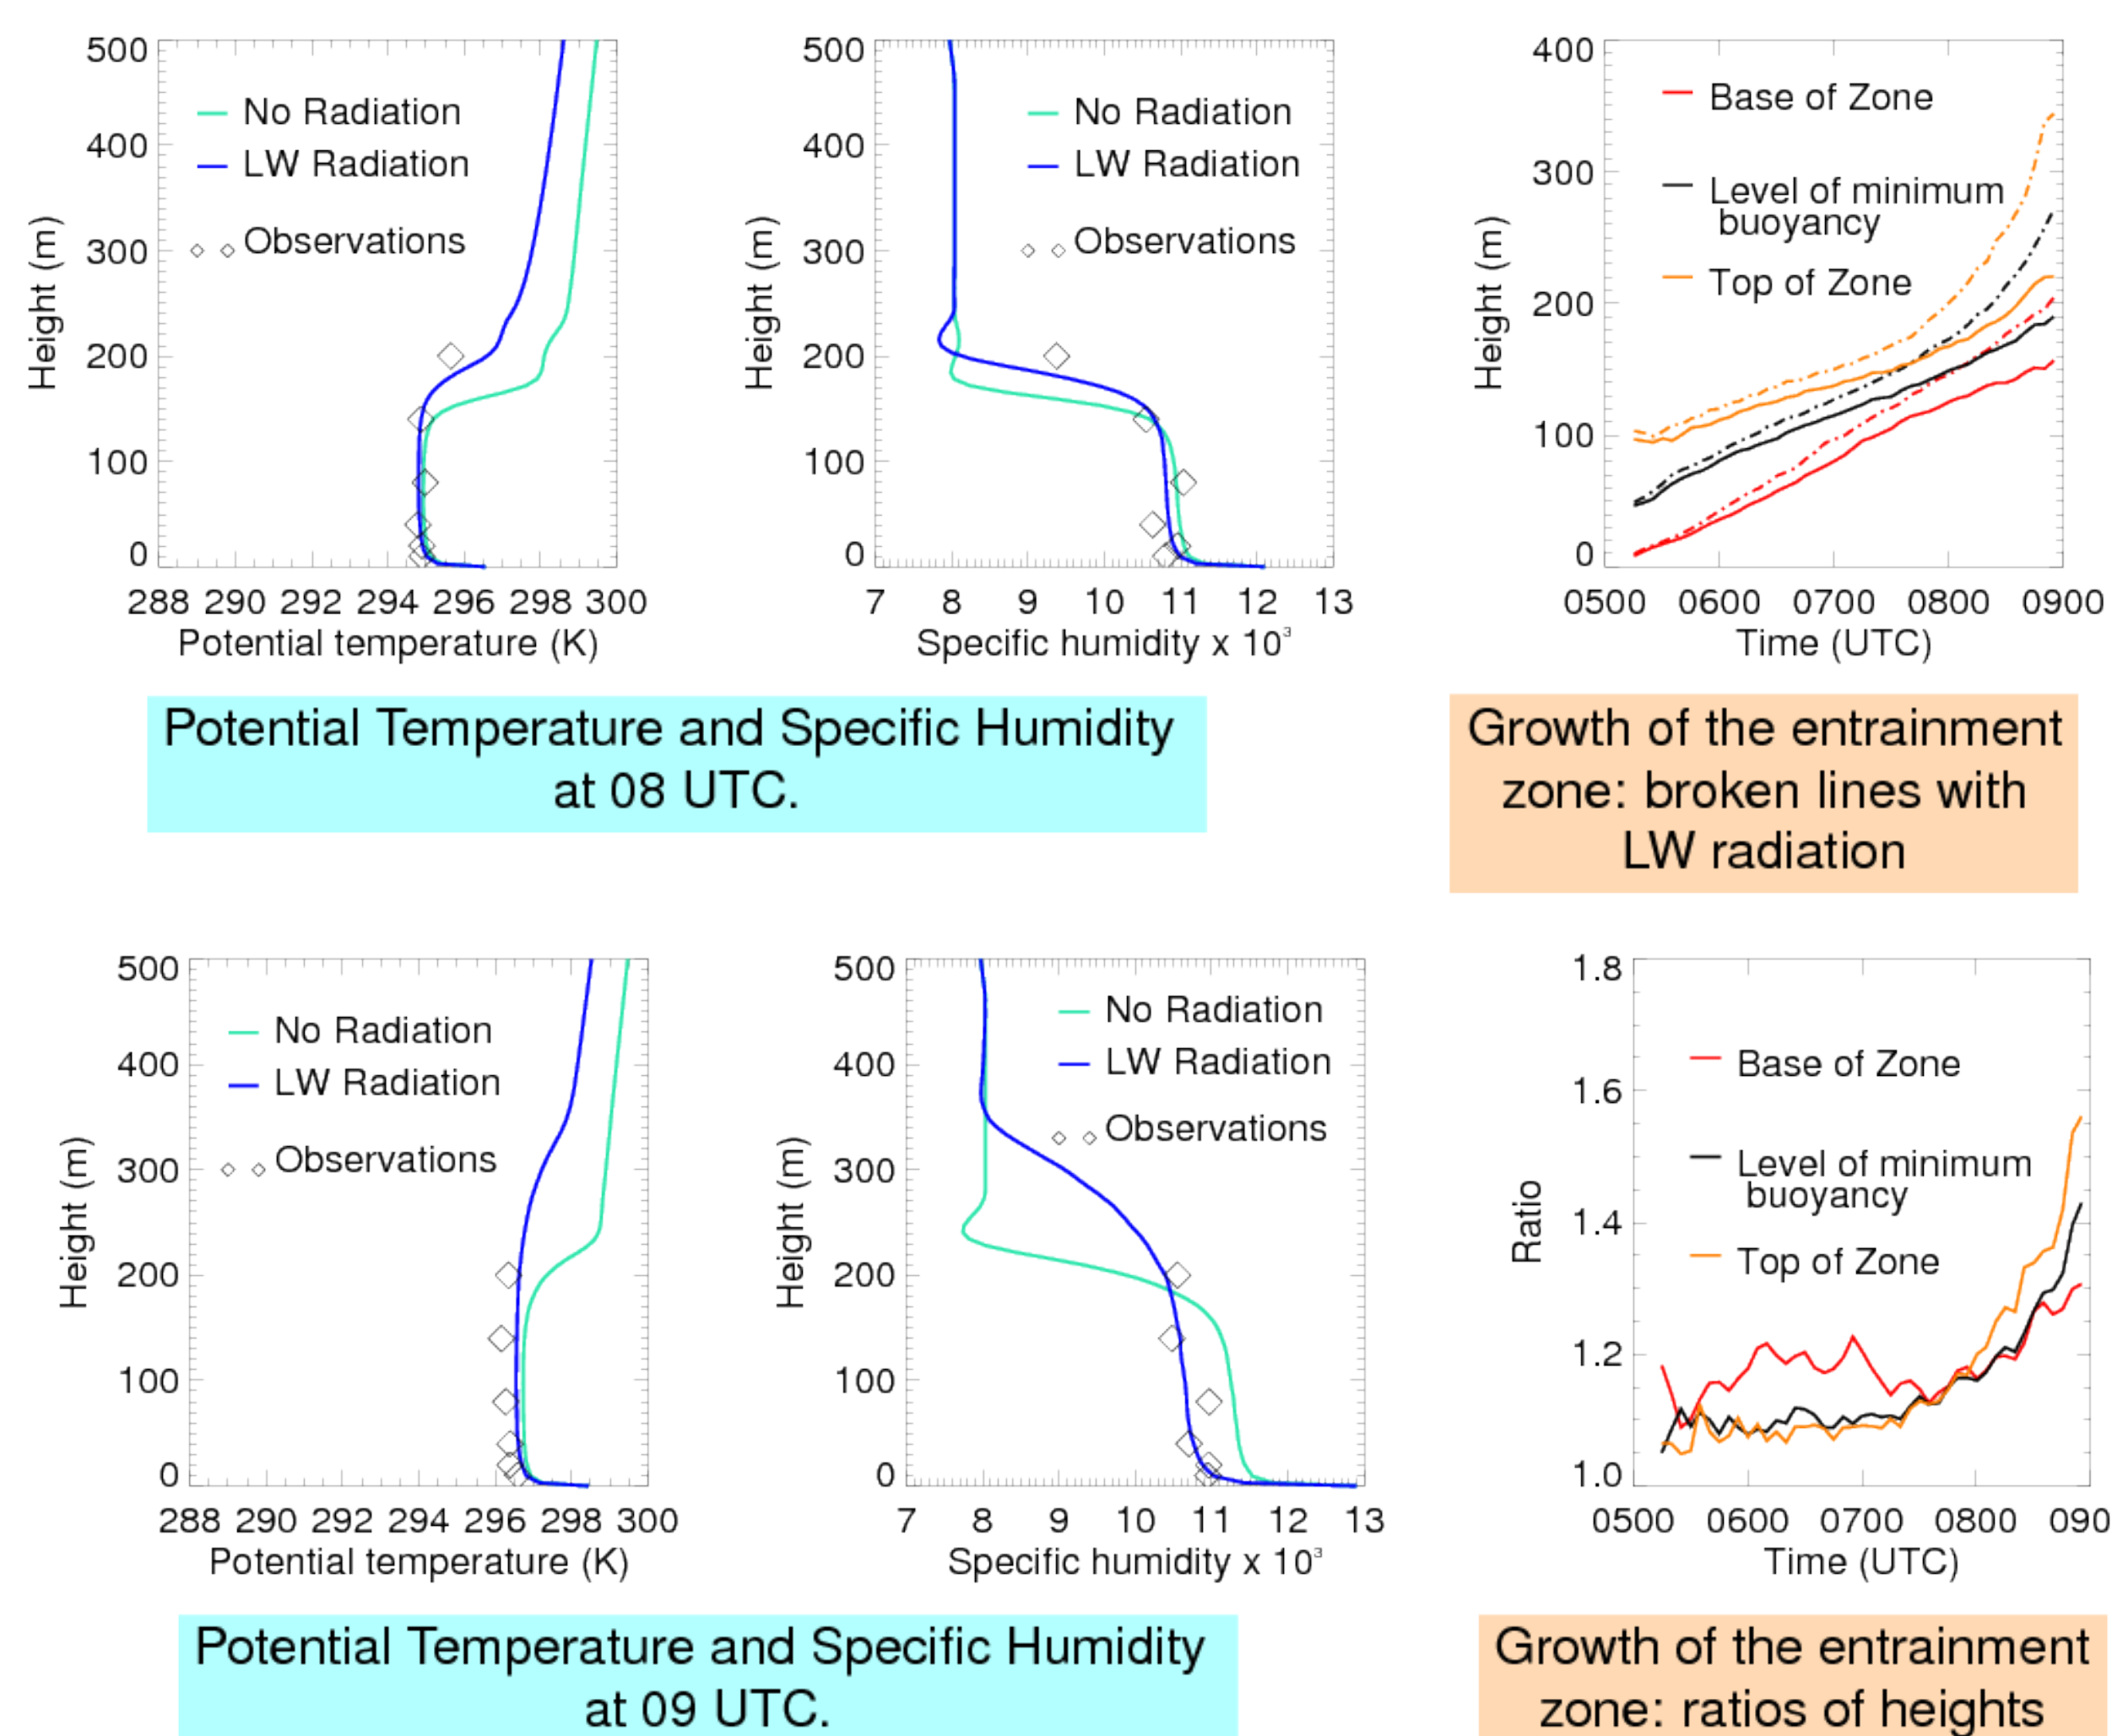 500
400
300
200
100
0
Height (m)
No Radiation
LW Radiation
Observations
288 290 292 294 296 298 300
Potential temperature (K)
500
400
300
200
100
0
Height (m)
No Radiation
LW Radiation
Observations
7 8 9 10 11 12 13
Specific humidity x 10³
400
300
200
100
0
Height (m)
Base of Zone
Level of minimum
buoyancy
Top of Zone
0500 0600 0700 0800 0900
Time (UTC)
Potential Temperature and Specific Humidity
at 08 UTC.
Growth of the entrainment
zone: broken lines with
LW radiation
500
400
300
200
100
0
Height (m)
No Radiation
LW Radiation
Observations
288 290 292 294 296 298 300
Potential temperature (K)
500
400
300
200
100
0
Height (m)
No Radiation
LW Radiation
Observations
7 8 9 10 11 12 13
Specific humidity x 10³
1.8
1.6
1.4
1.2
1.0
Ratio
Base of Zone
Level of minimum
buoyancy
Top of Zone
0500 0600 0700 0800 090
Time (UTC)
Potential Temperature and Specific Humidity
at 09 UTC.
Growth of the entrainment
zone: ratios of heights